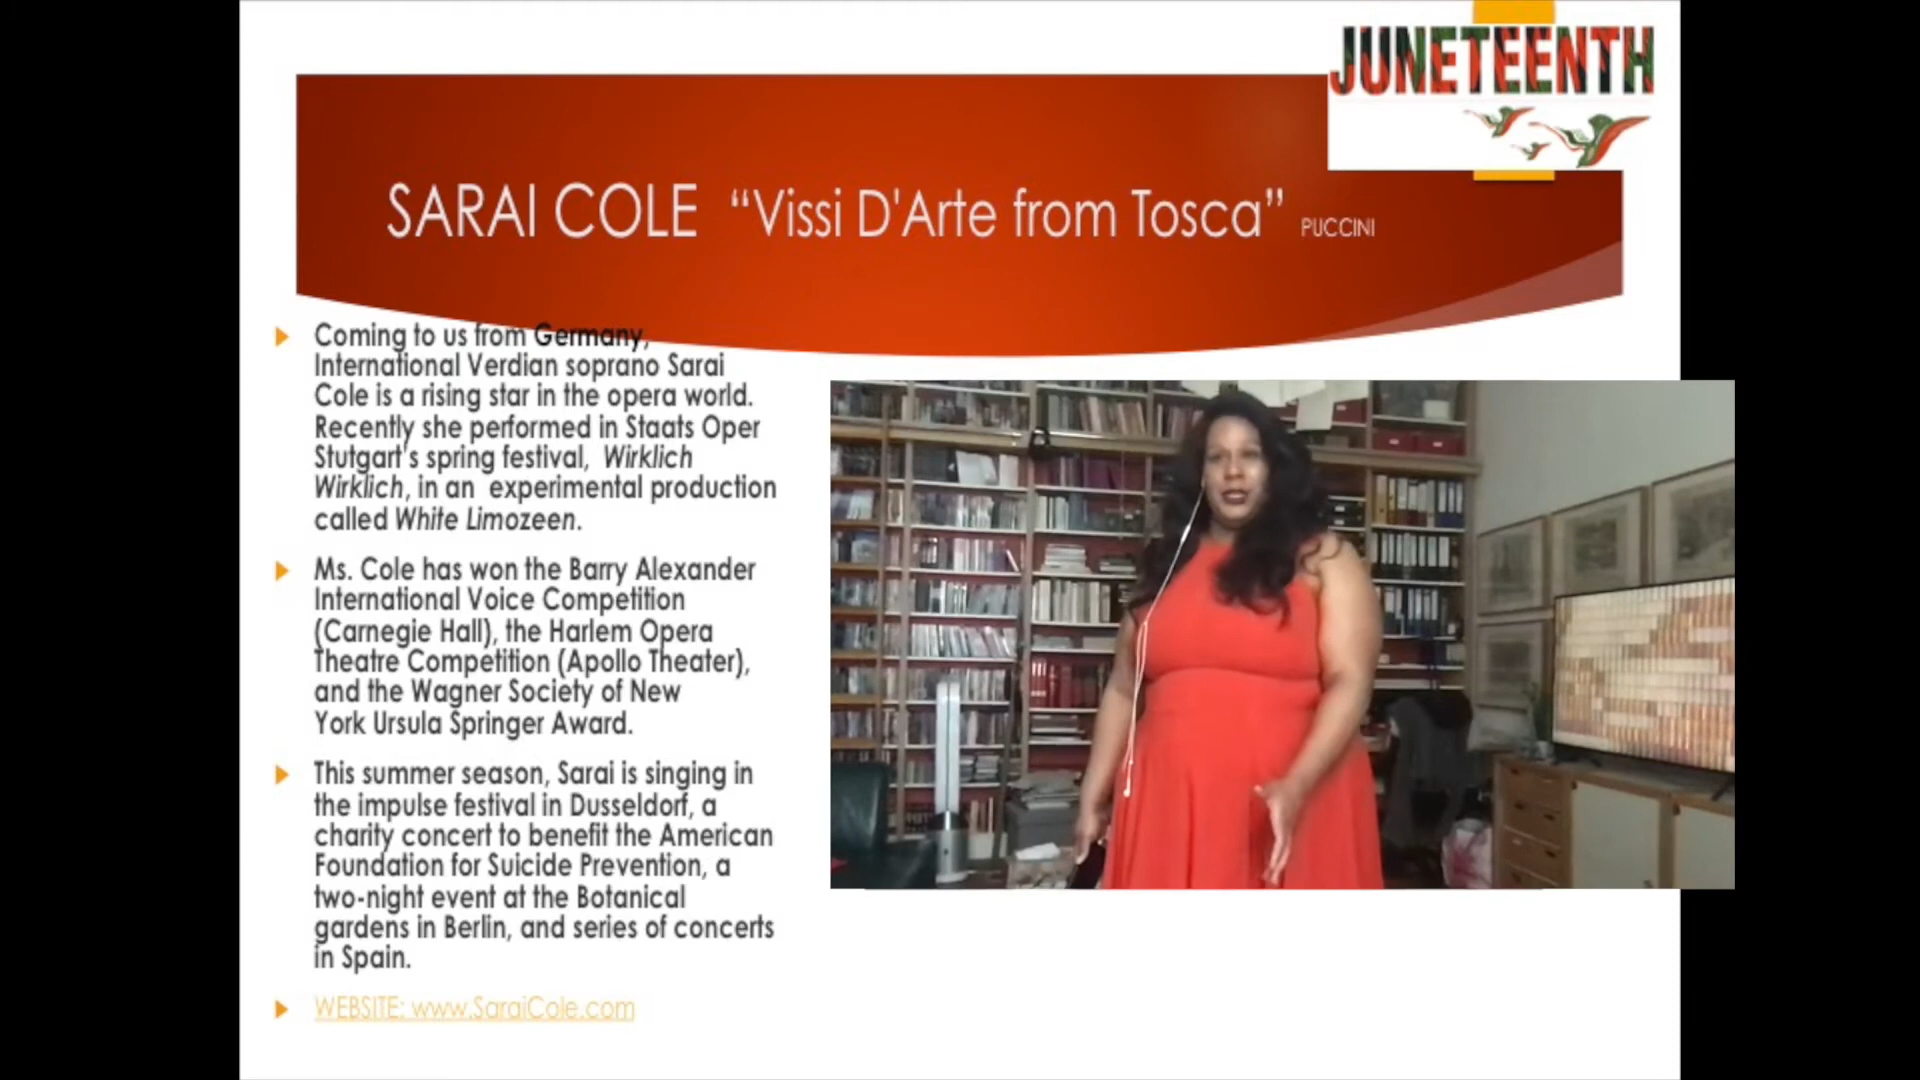 JUNETEENTH
SARAI COLE “Vissi D'Arte from Tosca” PUCCINI
Coming to us from Germany,
International Verdian soprano Sarai
Cole is a rising star in the opera world.
Recently she performed in Staats Oper
Stutgart's spring festival, Wirklich
Wirklich, in an experimental production
called White Limozeen.
Ms. Cole has won the Barry Alexander
International Voice Competition
(Carnegie Hall), the Harlem Opera
Theatre Competition (Apollo Theater),
and the Wagner Society of New
York Ursula Springer Award.
This summer season, Sarai is singing in
the impulse festival in Dusseldorf, a
charity concert to benefit the American
Foundation for Suicide Prevention, a
two-night event at the Botanical
gardens in Berlin, and series of concerts
in Spain.
WEBSITE: www.SaraiCole.com